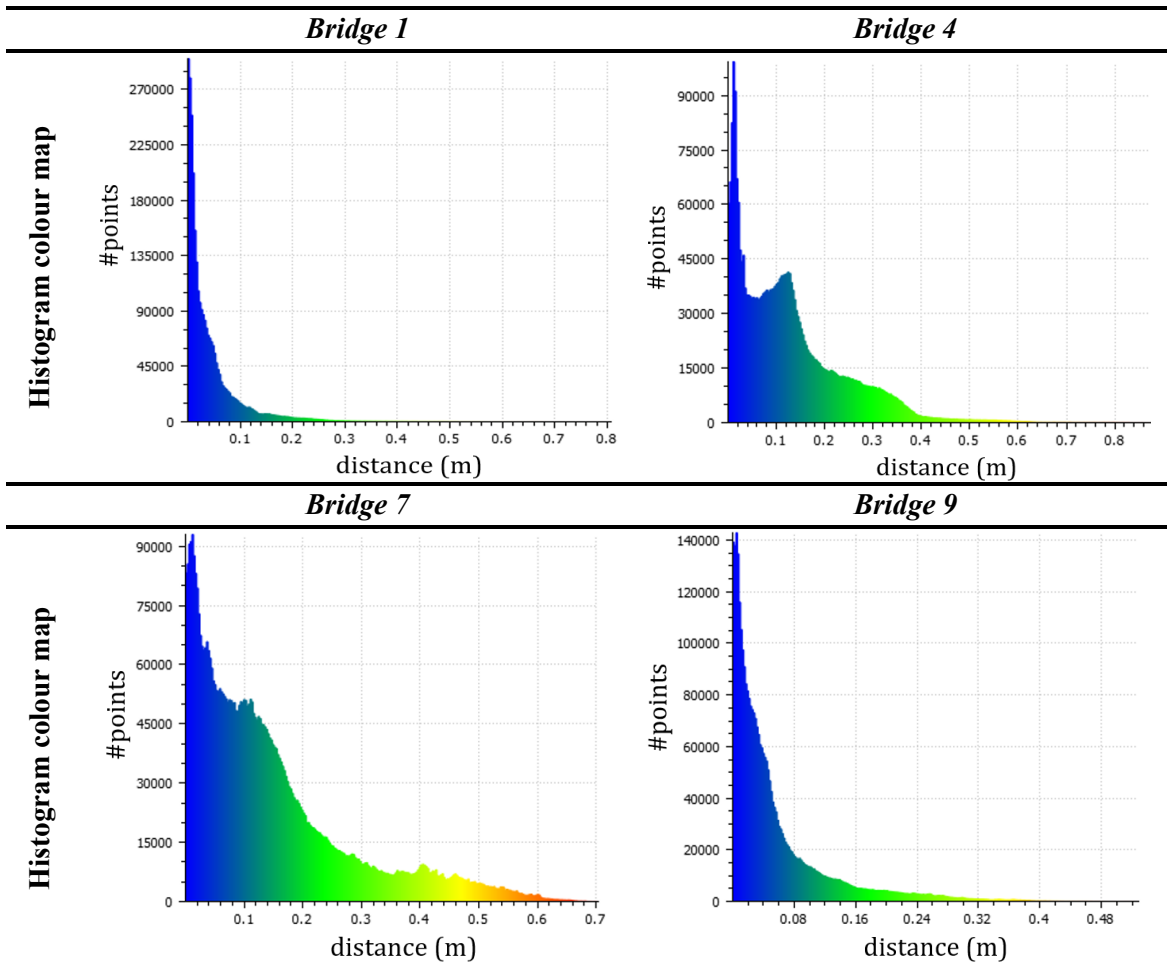 Bridge 1
Bridge 4
Histogram colour map
#points
270000
225000
180000
135000
90000
45000
0
0.1 0.2 0.3 0.4 0.5 0.6 0.7 0.8
distance (m)
#points
90000
75000
60000
45000
30000
15000
0
0.1 0.2 0.3 0.4 0.5 0.6 0.7 0.8
distance (m)
Bridge 7
Bridge 9
Histogram colour map
#points
90000
75000
60000
45000
30000
15000
0
0.1 0.2 0.3 0.4 0.5 0.6 0.7
distance (m)
#points
140000
120000
100000
80000
60000
40000
20000
0
0.08 0.16 0.24 0.32 0.4 0.48
distance (m)